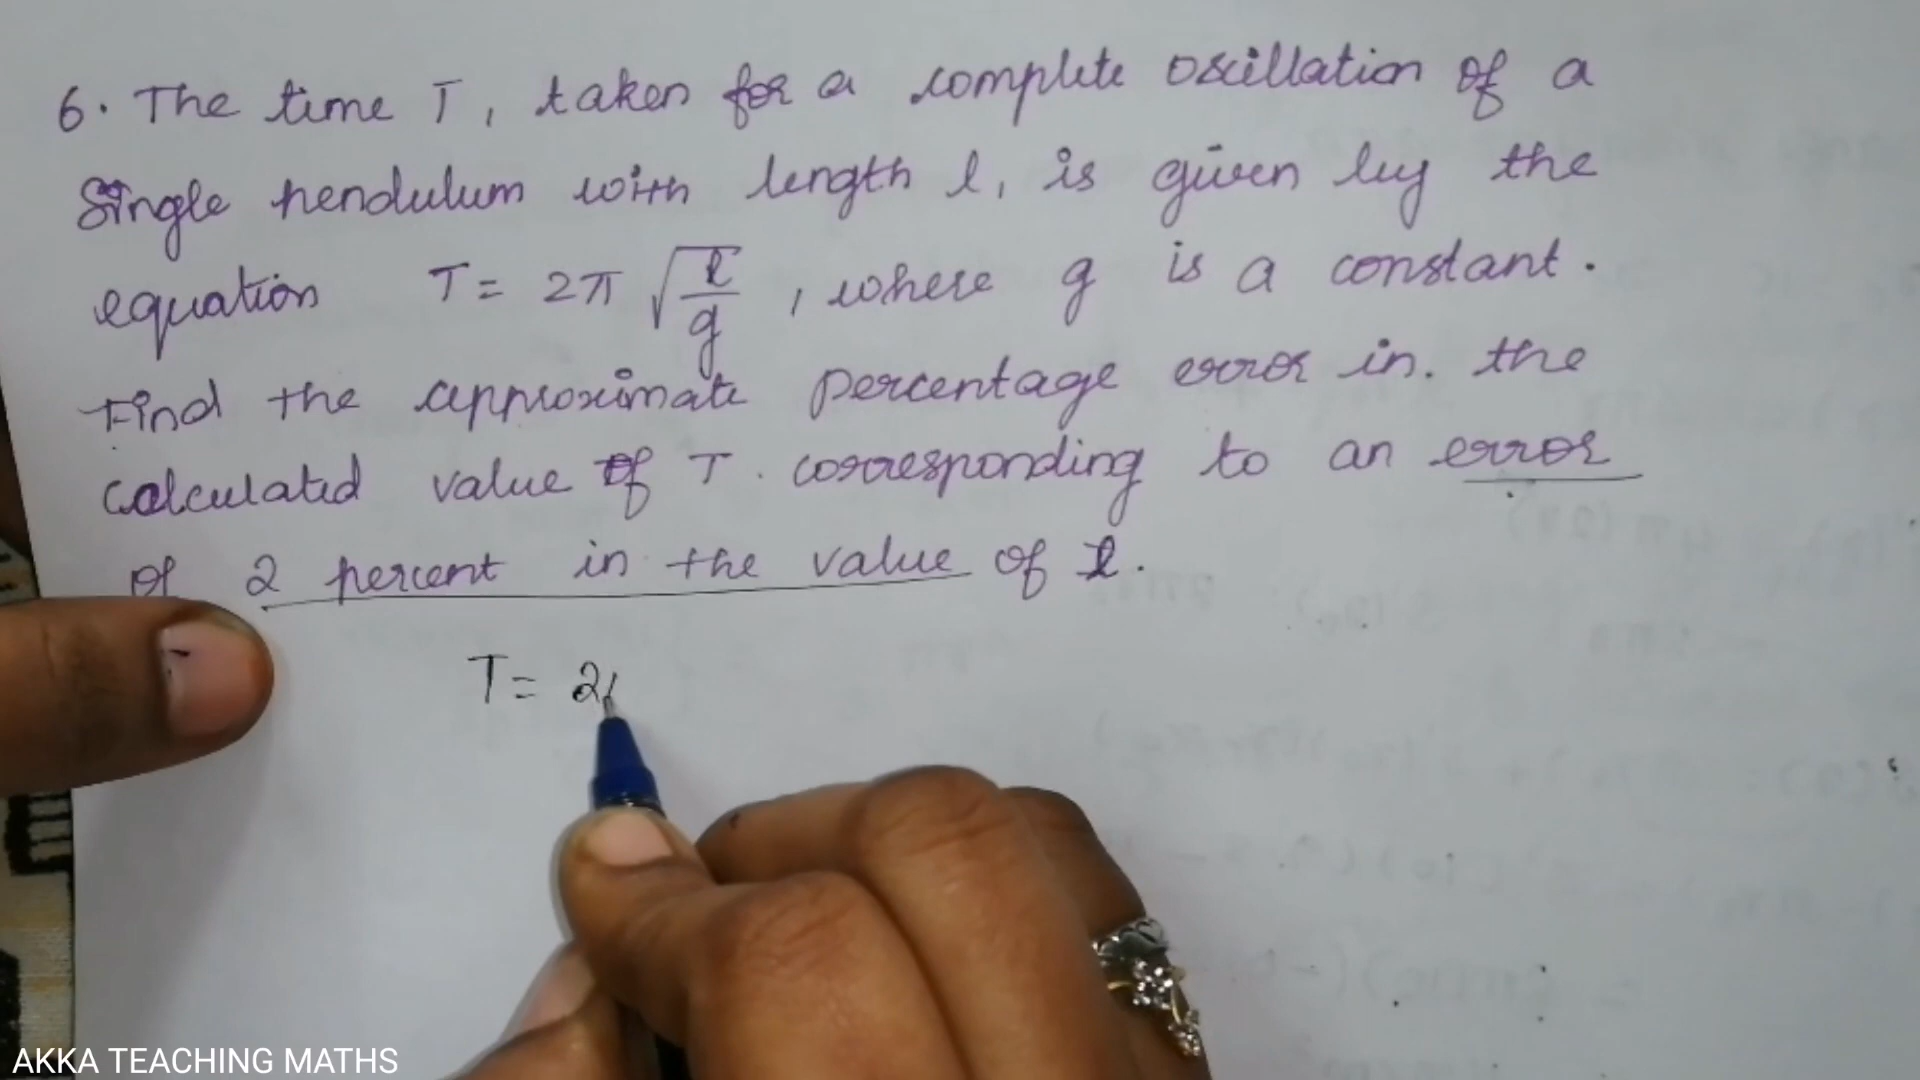 6. The time T, taken for a complete oscillation of a
Single pendulum with length l, is given by the
equation T = 2π √(l/g), where g is a constant.
Find the approximate percentage error in. the
calculated value of T. corresponding to an error
of 2 percent in the value of l.
T = 2
AKKA TEACHING MATHS